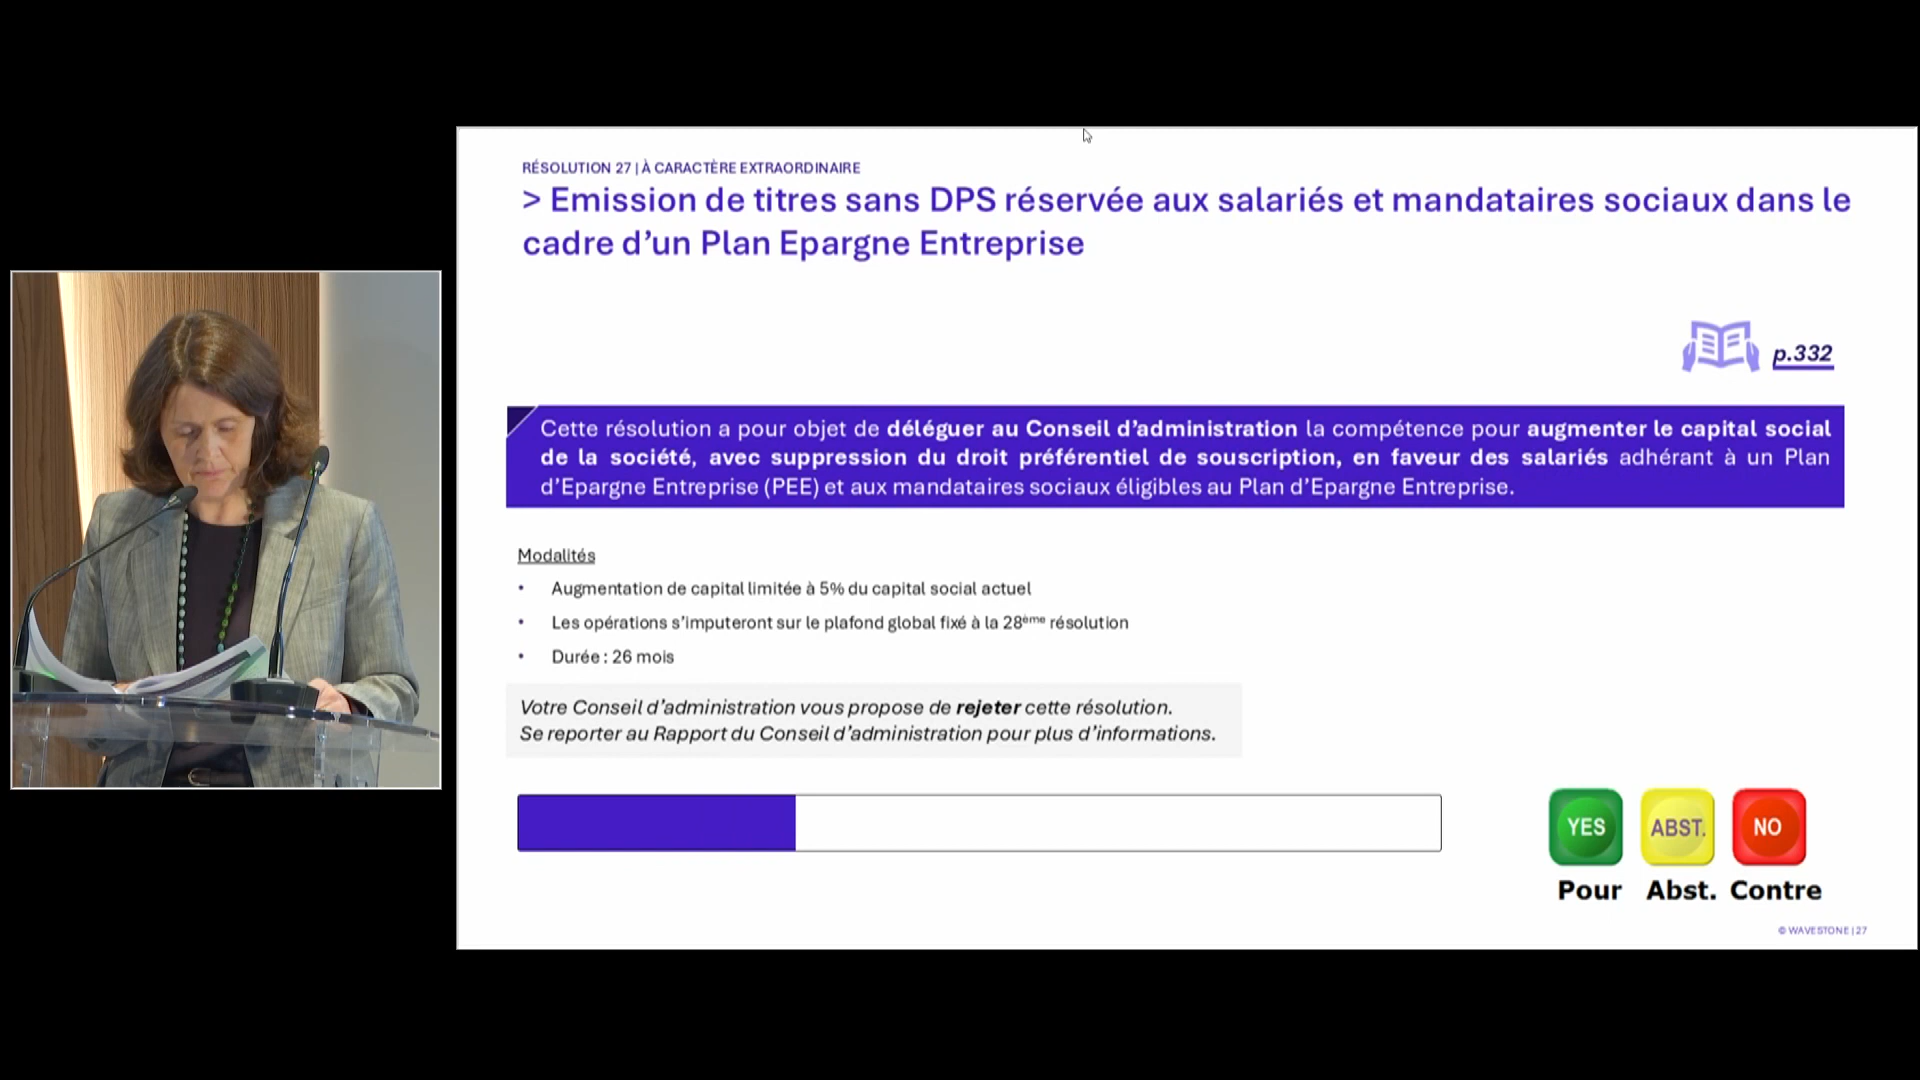 RÉSOLUTION 27 | À CARACTÈRE EXTRAORDINAIRE
> Emission de titres sans DPS réservée aux salariés et mandataires sociaux dans le
cadre d’un Plan Epargne Entreprise
p.332
Cette résolution a pour objet de déléguer au Conseil d’administration la compétence pour augmenter le capital social
de la société, avec suppression du droit préférentiel de souscription, en faveur des salariés adhérant à un Plan
d’Epargne Entreprise (PEE) et aux mandataires sociaux éligibles au Plan d’Epargne Entreprise.
Modalités
• Augmentation de capital limitée à 5% du capital social actuel
• Les opérations s’imputeront sur le plafond global fixé à la 28ème résolution
• Durée : 26 mois
Votre Conseil d’administration vous propose de rejeter cette résolution.
Se reporter au Rapport du Conseil d’administration pour plus d’informations.
YES ABST. NO
Pour Abst. Contre
© WAVESTONE | 27